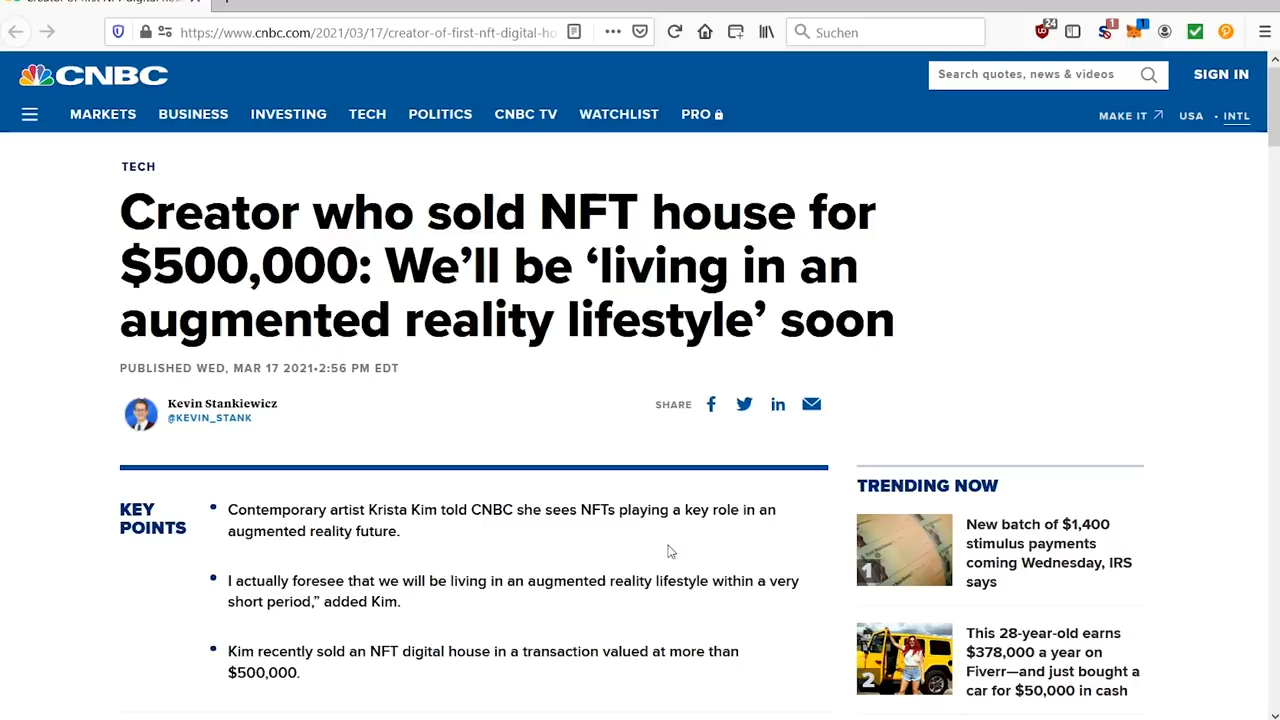 https://www.cnbc.com/2021/03/17/creator-of-first-nft-digital-ho
Suchen
24
1
1
CNBC
Search quotes, news & videos
SIGN IN
MARKETS BUSINESS INVESTING TECH POLITICS CNBC TV WATCHLIST PRO
MAKE IT USA • INTL
TECH
Creator who sold NFT house for
$500,000: We’ll be ‘living in an
augmented reality lifestyle’ soon
PUBLISHED WED, MAR 17 2021•2:56 PM EDT
Kevin Stankiewicz
@KEVIN_STANK
SHARE
KEY
POINTS
Contemporary artist Krista Kim told CNBC she sees NFTs playing a key role in an
augmented reality future.
I actually foresee that we will be living in an augmented reality lifestyle within a very
short period,” added Kim.
Kim recently sold an NFT digital house in a transaction valued at more than
$500,000.
TRENDING NOW
1
New batch of $1,400
stimulus payments
coming Wednesday, IRS
says
2
This 28-year-old earns
$378,000 a year on
Fiverr—and just bought a
car for $50,000 in cash